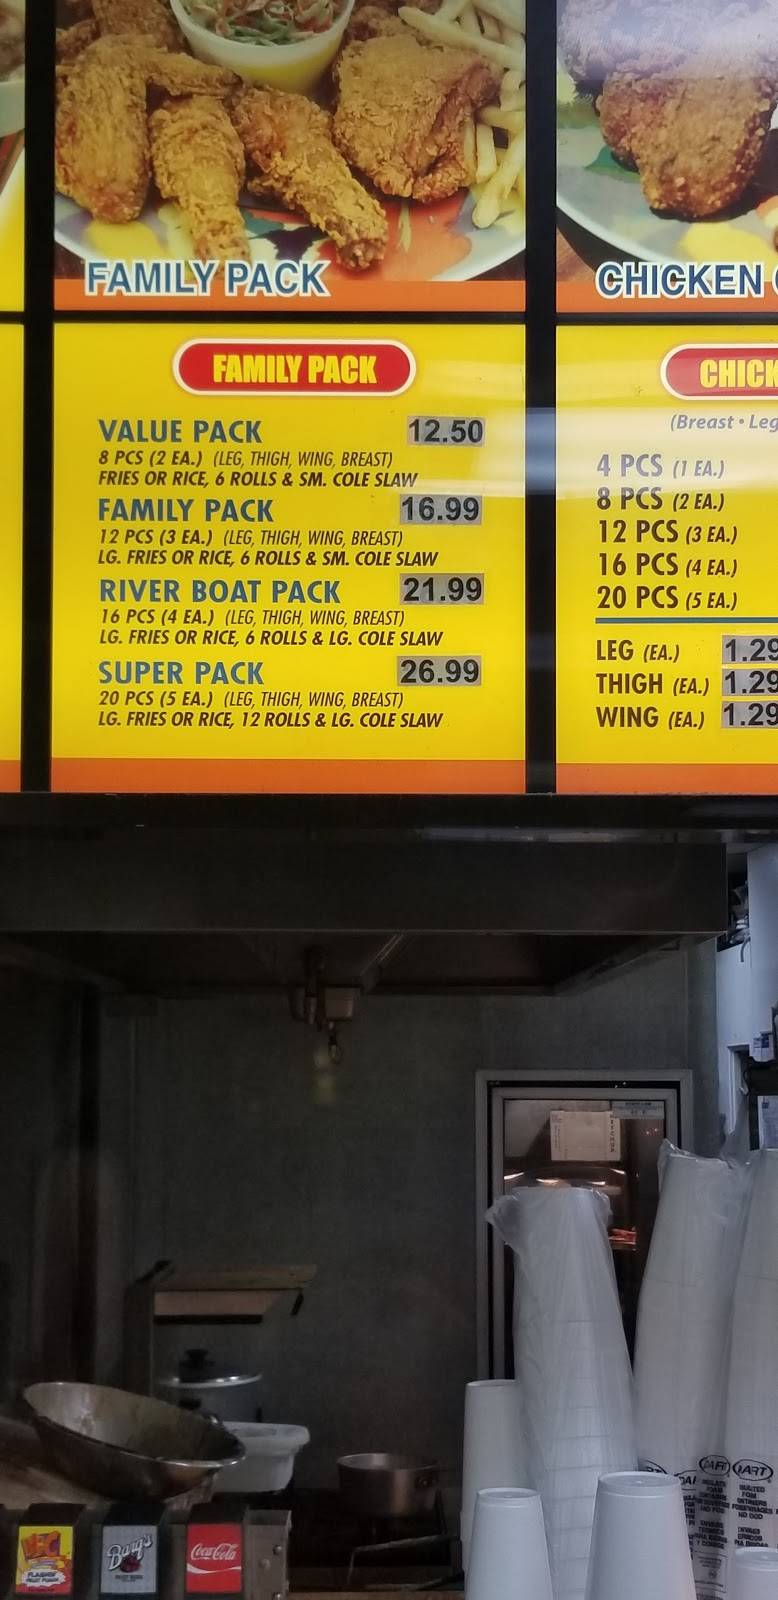 FAMILY PACK
CHICKEN
FAMILY PACK
VALUE PACK 12.50
8 PCS (2 EA.) (LEG, THIGH, WING, BREAST)
FRIES OR RICE, 6 ROLLS & SM. COLE SLAW
FAMILY PACK 16.99
12 PCS (3 EA.) (LEG, THIGH, WING, BREAST)
LG. FRIES OR RICE, 6 ROLLS & SM. COLE SLAW
RIVER BOAT PACK 21.99
16 PCS (4 EA.) (LEG, THIGH, WING, BREAST)
LG. FRIES OR RICE, 6 ROLLS & LG. COLE SLAW
SUPER PACK 26.99
20 PCS (5 EA.) (LEG, THIGH, WING, BREAST)
LG. FRIES OR RICE, 12 ROLLS & LG. COLE SLAW
CHICK
(Breast • Leg
4 PCS (1 EA.)
8 PCS (2 EA.)
12 PCS (3 EA.)
16 PCS (4 EA.)
20 PCS (5 EA.)
LEG (EA.) 1.29
THIGH (EA.) 1.29
WING (EA.) 1.29
DART
HI-C
FLASHIN'
FRUIT PUNCH
Barq's
Coca-Cola